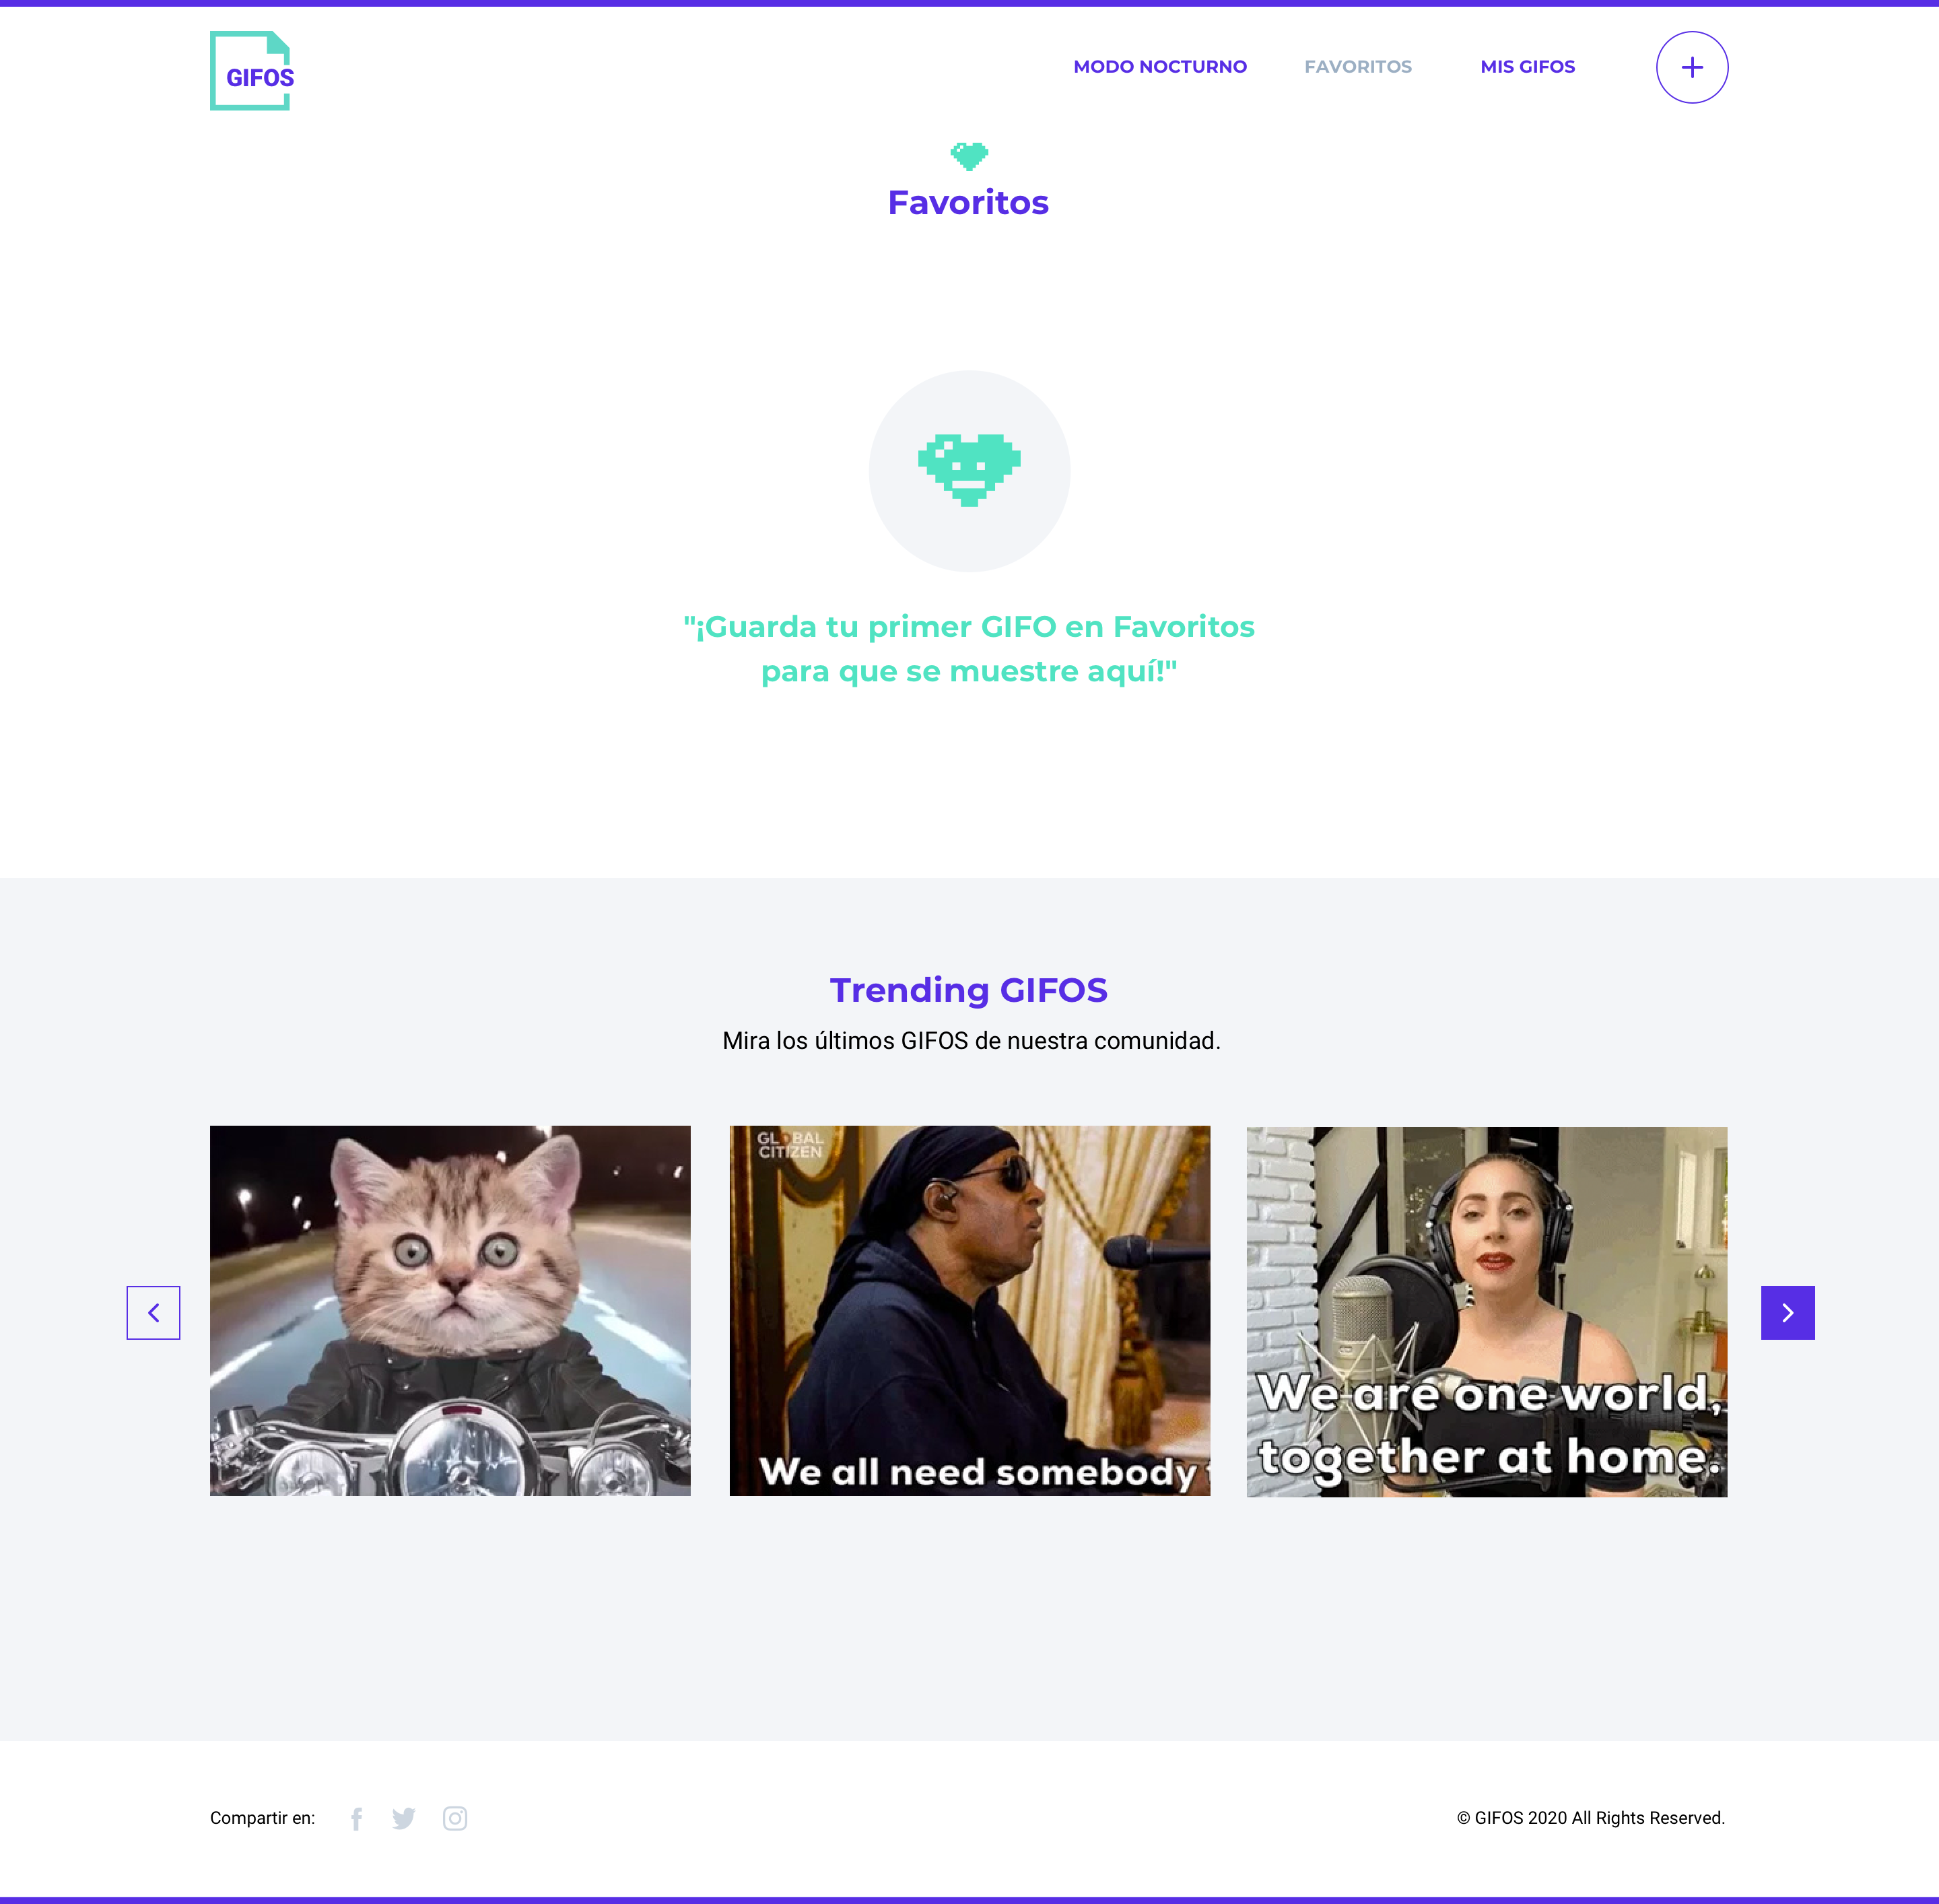 GIFOS
MODO NOCTURNO
FAVORITOS
MIS GIFOS
Favoritos
"¡Guarda tu primer GIFO en Favoritos
para que se muestre aquí!"
Trending GIFOS
Mira los últimos GIFOS de nuestra comunidad.
GLOBAL
CITIZEN
We all need somebody
We are one world,
together at home.
Compartir en:
© GIFOS 2020 All Rights Reserved.